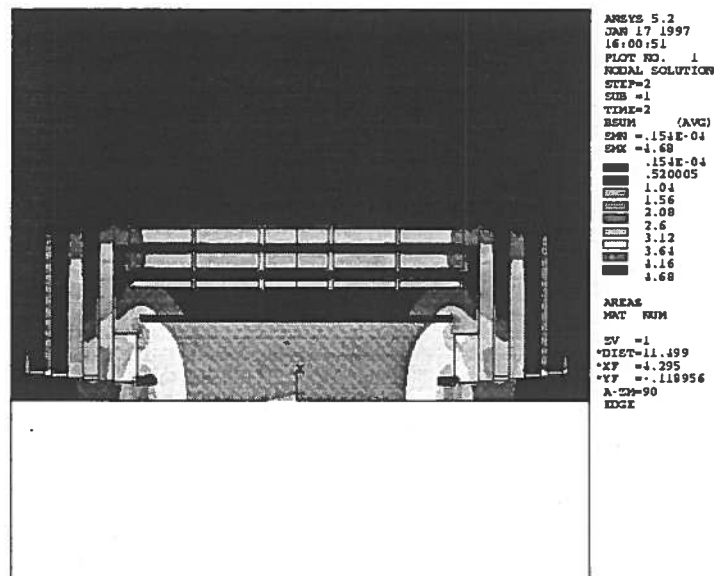 ANSYS 5.2
JAN 17 1997
16:00:51
PLOT NO. 1
NODAL SOLUTION
STEP=2
SUB =1
TIME=2
BSUM (AVG)
SMN =.154E-04
SMX =4.68
.154E-04
.520005
1.04
1.56
2.08
2.6
3.12
3.64
4.16
4.68
AREAS
MAT NUM
ZV =1
*DIST=11.499
*XF =4.295
*YF =-.118956
A-ZM=90
EDGE
X